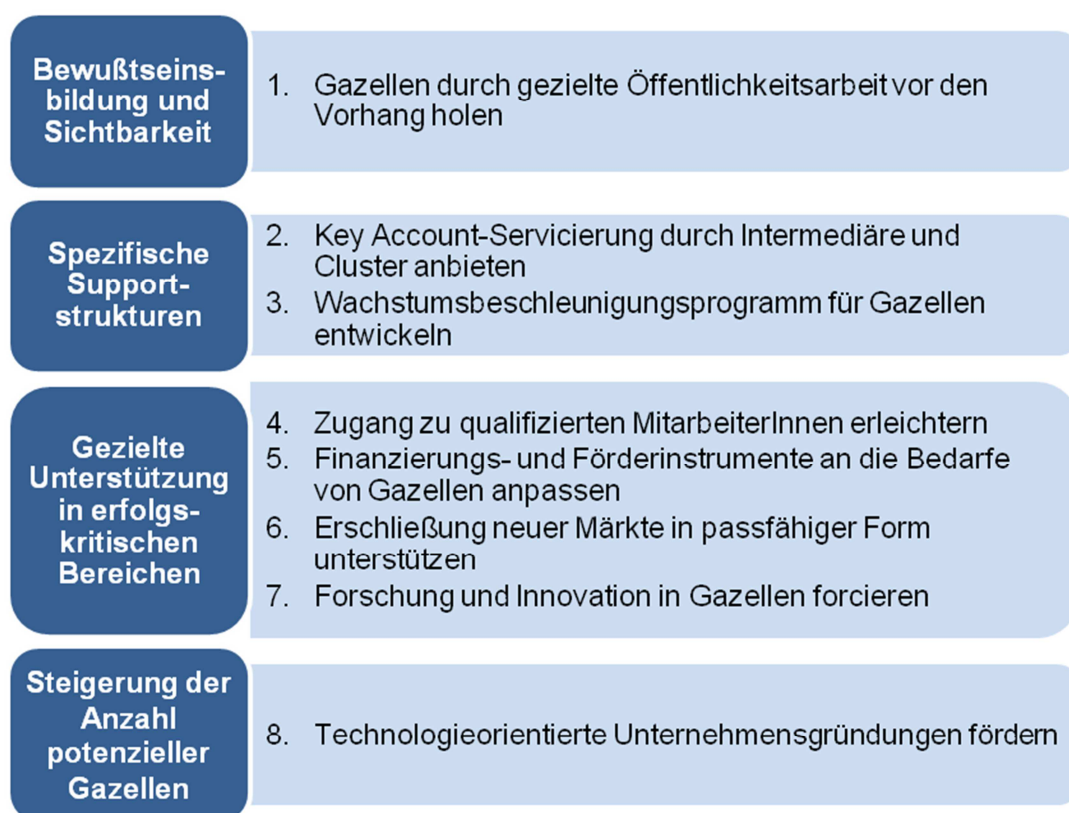 Bewußtseins-
bildung und
Sichtbarkeit
1. Gazellen durch gezielte Öffentlichkeitsarbeit vor den
Vorhang holen
Spezifische
Support-
strukturen
2. Key Account-Servicierung durch Intermediäre und
Cluster anbieten
3. Wachstumsbeschleunigungsprogramm für Gazellen
entwickeln
Gezielte
Unterstützung
in erfolgs-
kritischen
Bereichen
4. Zugang zu qualifizierten MitarbeiterInnen erleichtern
5. Finanzierungs- und Förderinstrumente an die Bedarfe
von Gazellen anpassen
6. Erschließung neuer Märkte in passfähiger Form
unterstützen
7. Forschung und Innovation in Gazellen forcieren
Steigerung der
Anzahl
potenzieller
Gazellen
8. Technologieorientierte Unternehmensgründungen fördern